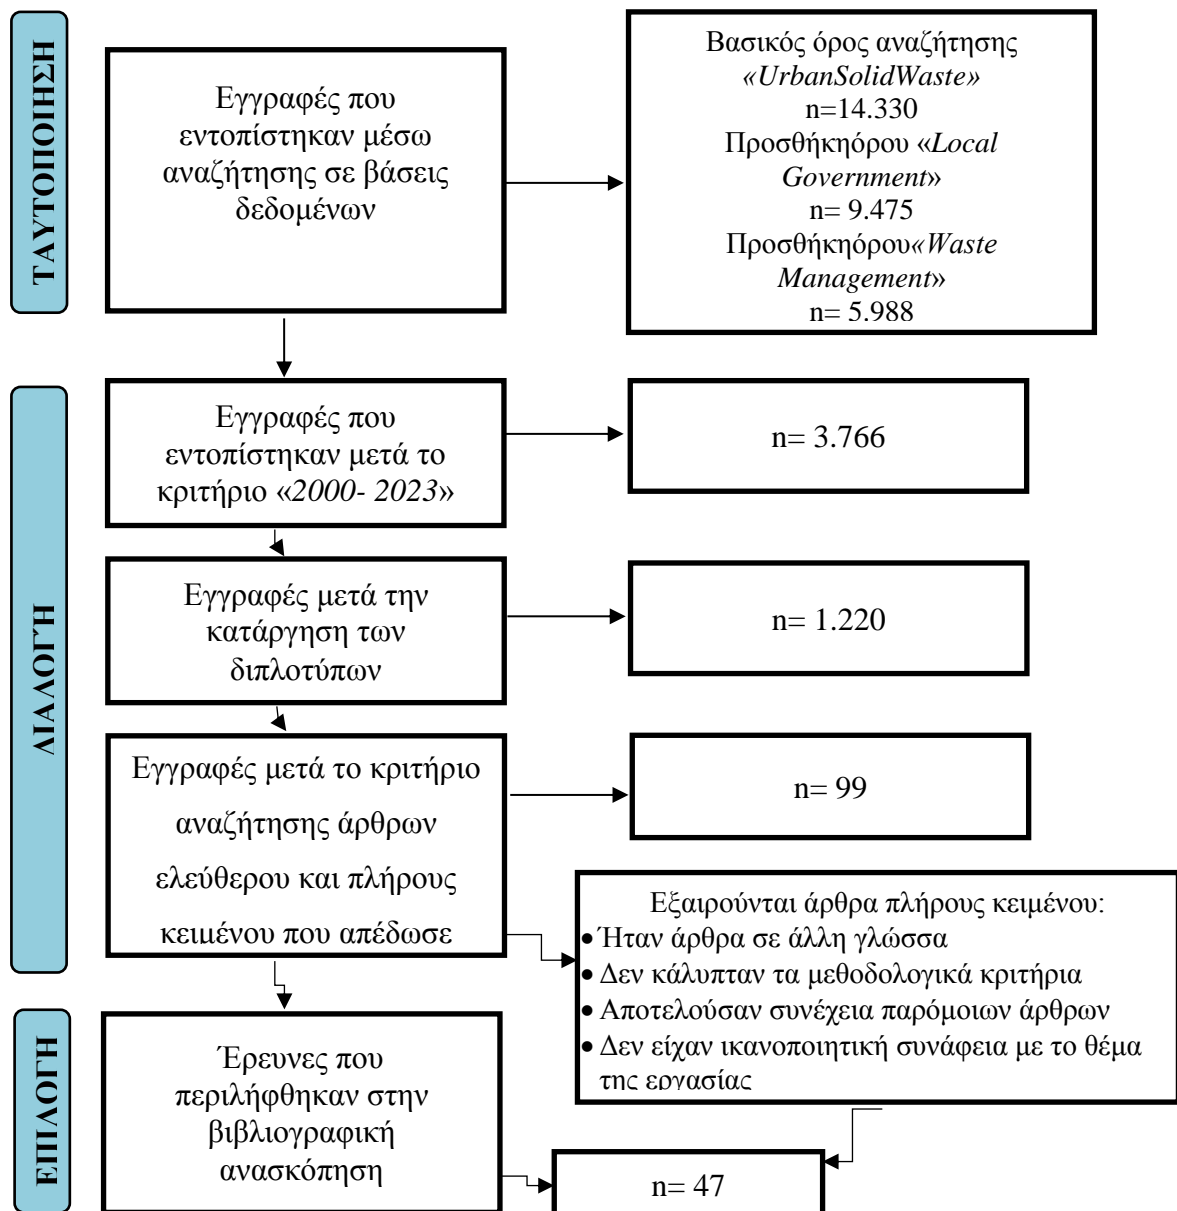 ΤΑΥΤΟΠΟΙΗΣΗ
Εγγραφές που
εντοπίστηκαν μέσω
αναζήτησης σε βάσεις
δεδομένων
Βασικός όρος αναζήτησης
«UrbanSolidWaste»
n=14.330
Προσθήκηόρου «Local
Government»
n= 9.475
Προσθήκηόρου«Waste
Management»
n= 5.988
ΔΙΑΛΟΓΉ
Εγγραφές που
εντοπίστηκαν μετά το
κριτήριο «2000- 2023»
n= 3.766
Εγγραφές μετά την
κατάργηση των
διπλοτύπων
n= 1.220
Εγγραφές μετά το κριτήριο
αναζήτησης άρθρων
ελεύθερου και πλήρους
κειμένου που απέδωσε
n= 99
Εξαιρούνται άρθρα πλήρους κειμένου:
• Ήταν άρθρα σε άλλη γλώσσα
• Δεν κάλυπταν τα μεθοδολογικά κριτήρια
• Αποτελούσαν συνέχεια παρόμοιων άρθρων
• Δεν είχαν ικανοποιητική συνάφεια με το θέμα
της εργασίας
ΕΠΙΛΟΓΗ
Έρευνες που
περιλήφθηκαν στην
βιβλιογραφική
ανασκόπηση
n= 47